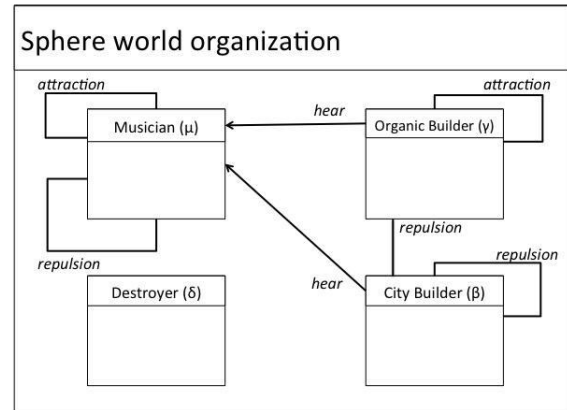 Sphere world organization
attraction
attraction
hear
Musician (μ)
Organic Builder (γ)
repulsion
repulsion
repulsion
Destroyer (δ)
hear
City Builder (β)